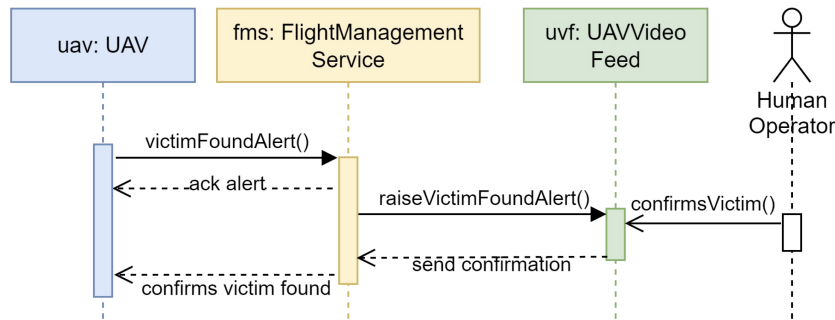 uav: UAV
fms: FlightManagement
Service
uvf: UAVVideo
Feed
Human
Operator
victimFoundAlert()
ack alert
raiseVictimFoundAlert()
confirmsVictim()
send confirmation
confirms victim found